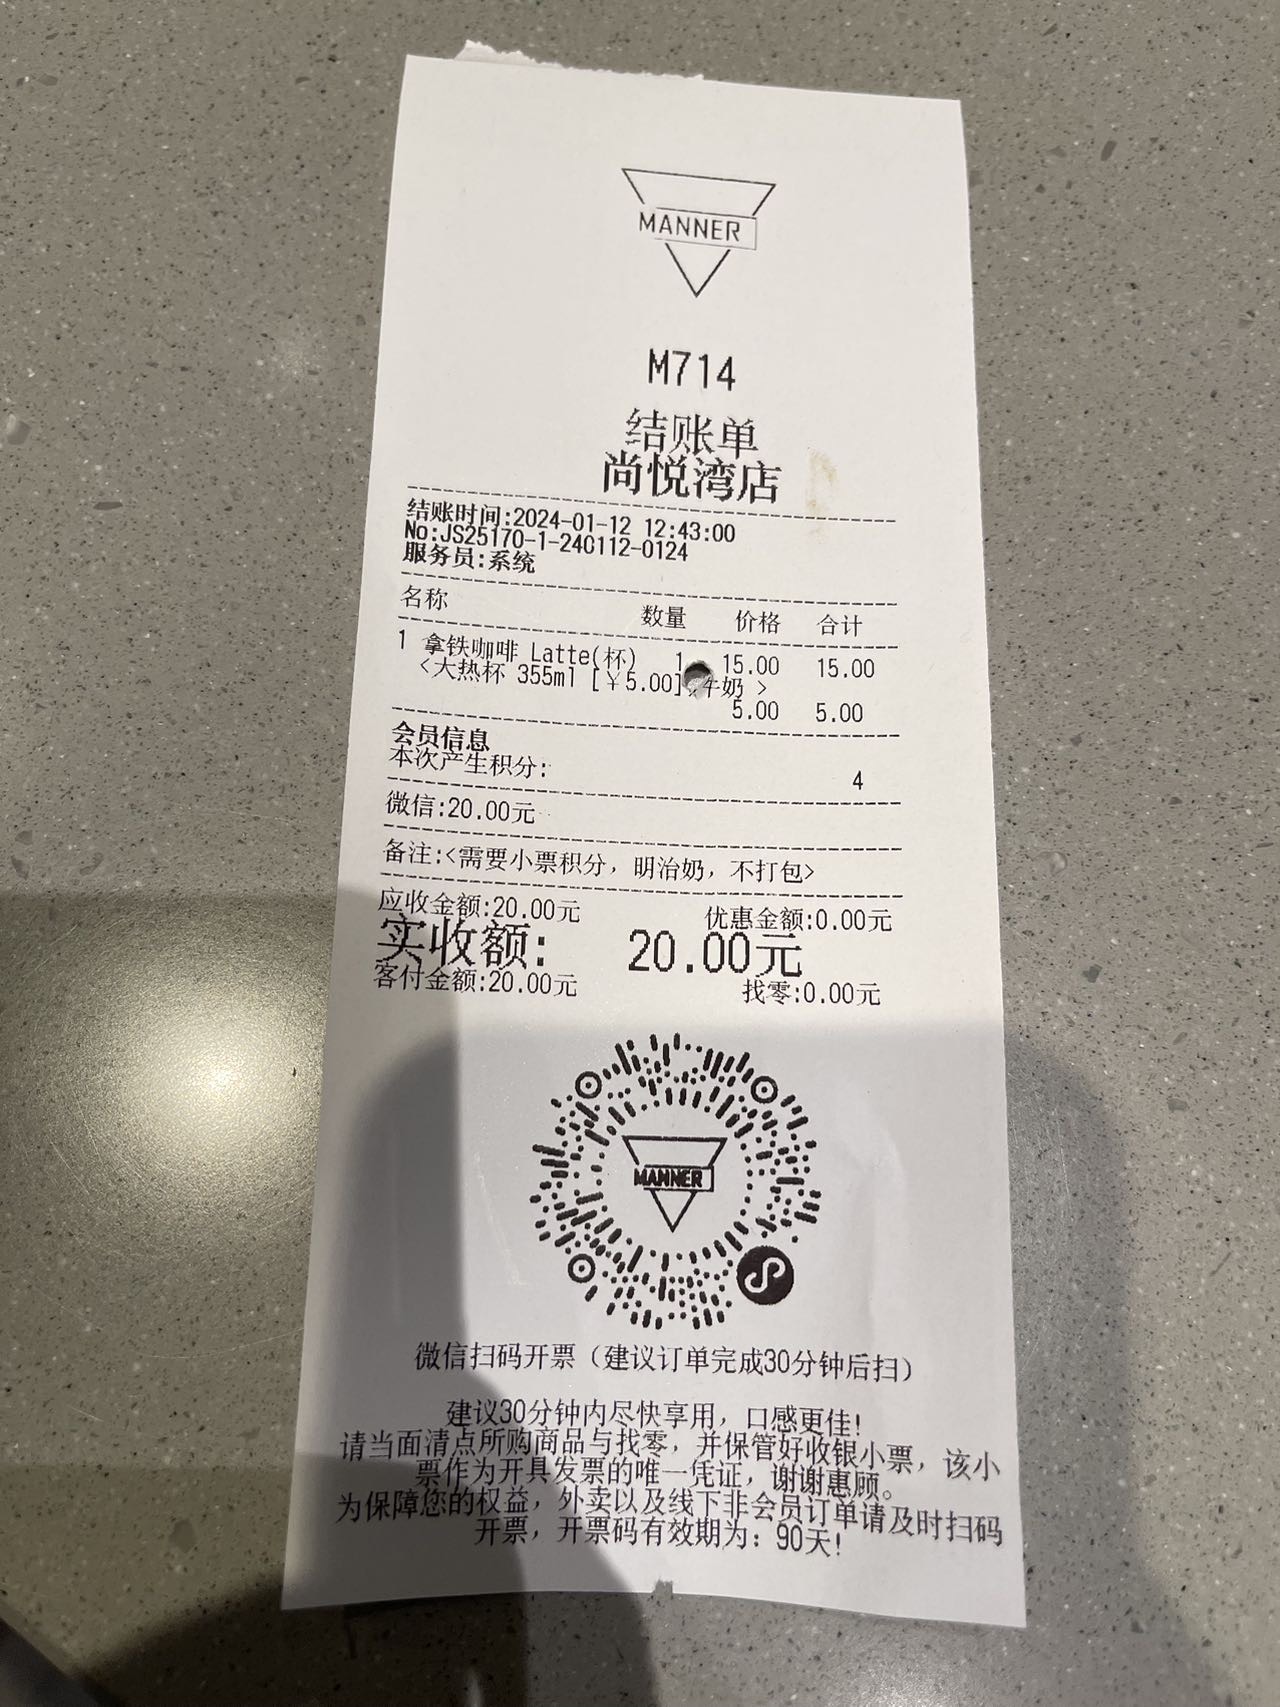 MANNER
M714
结账单
尚悦湾店
结账时间:2024-01-12 12:43:00
No:JS25170-1-240112-0124
服务员:系统
名称 数量 价格 合计
1 拿铁咖啡 Latte(杯) 1 15.00 15.00
<大热杯 355ml [￥5.00],牛奶 >
5.00 5.00
会员信息
本次产生积分: 4
微信:20.00元
备注:<需要小票积分，明治奶，不打包>
应收金额:20.00元 优惠金额:0.00元
实收额: 20.00元
客付金额:20.00元 找零:0.00元
MANNER
微信扫码开票（建议订单完成30分钟后扫）
建议30分钟内尽快享用，口感更佳!
请当面清点所购商品与找零，并保管好收银小票，该小
票作为开具发票的唯一凭证，谢谢惠顾。
为保障您的权益，外卖以及线下非会员订单请及时扫码
开票，开票码有效期为：90天!